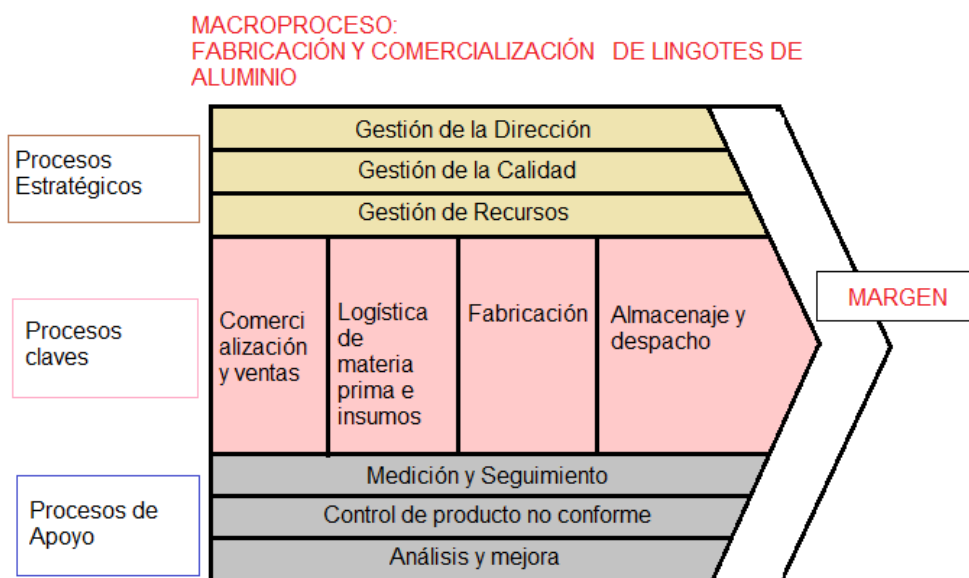 MACROPROCESO:
FABRICACIÓN Y COMERCIALIZACIÓN DE LINGOTES DE
ALUMINIO
Procesos
Estratégicos
Gestión de la Dirección
Gestión de la Calidad
Gestión de Recursos
Procesos
claves
Comerci
alización
y ventas
Logística
de
materia
prima e
insumos
Fabricación
Almacenaje y
despacho
MARGEN
Procesos de
Apoyo
Medición y Seguimiento
Control de producto no conforme
Análisis y mejora